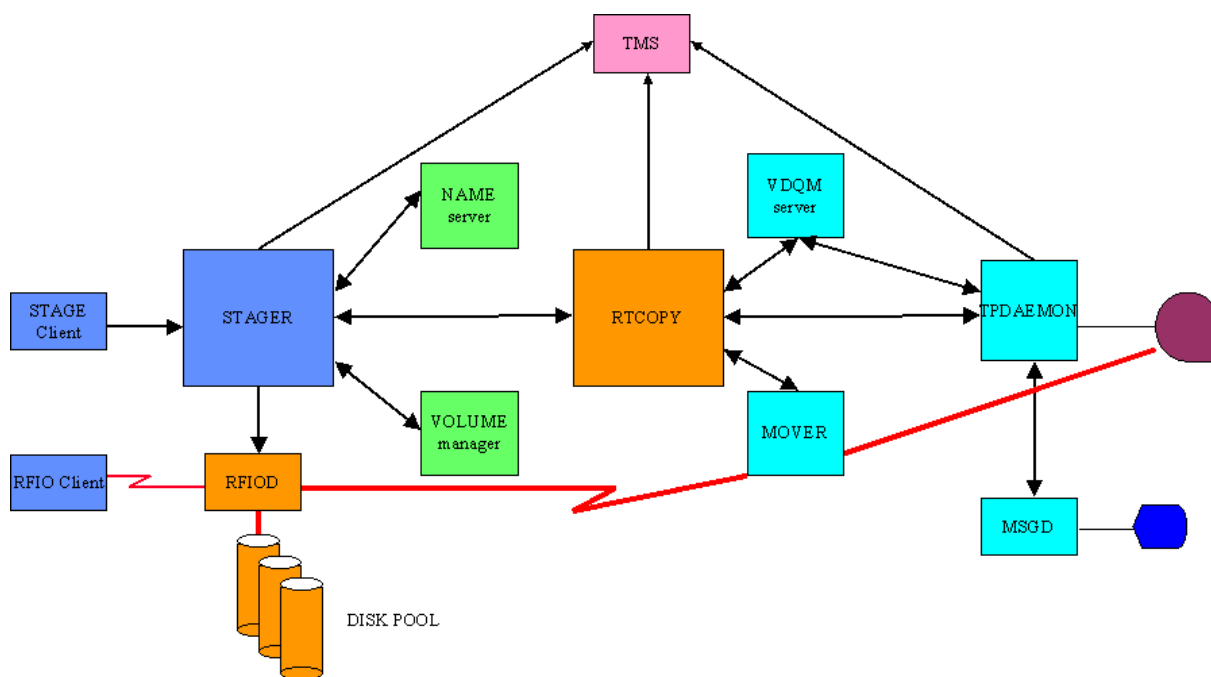 TMS
NAME
server
VDQM
server
STAGE
Client
STAGER
RTCOPY
TPDAEMON
VOLUME
manager
MOVER
RFIO Client
RFIOD
MSGD
DISK POOL